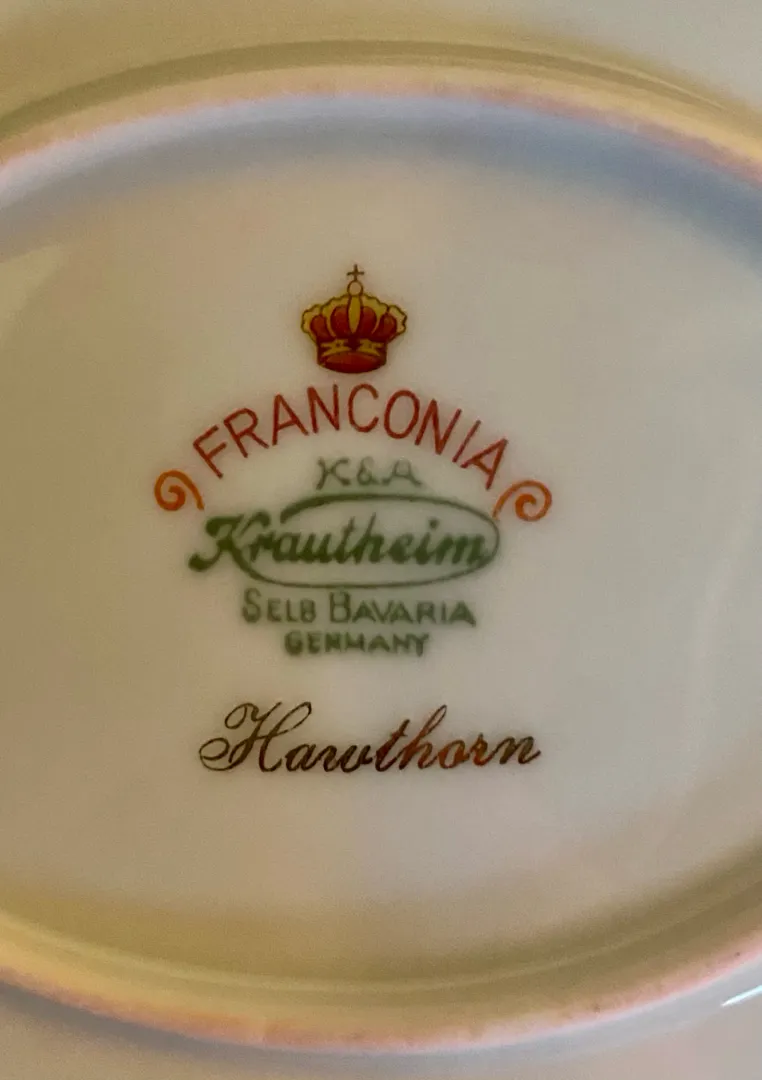 FRANCONIA
K&A
Krautheim
SELB BAVARIA
GERMANY
Hawthorn